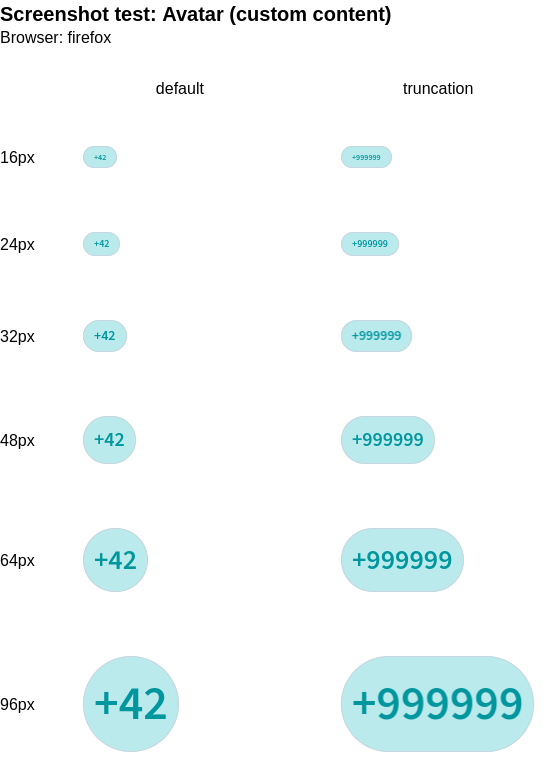 Screenshot test: Avatar (custom content)
Browser: firefox
default truncation
16px +42 +999999
24px +42 +999999
32px +42 +999999
48px +42 +999999
64px +42 +999999
96px +42 +999999